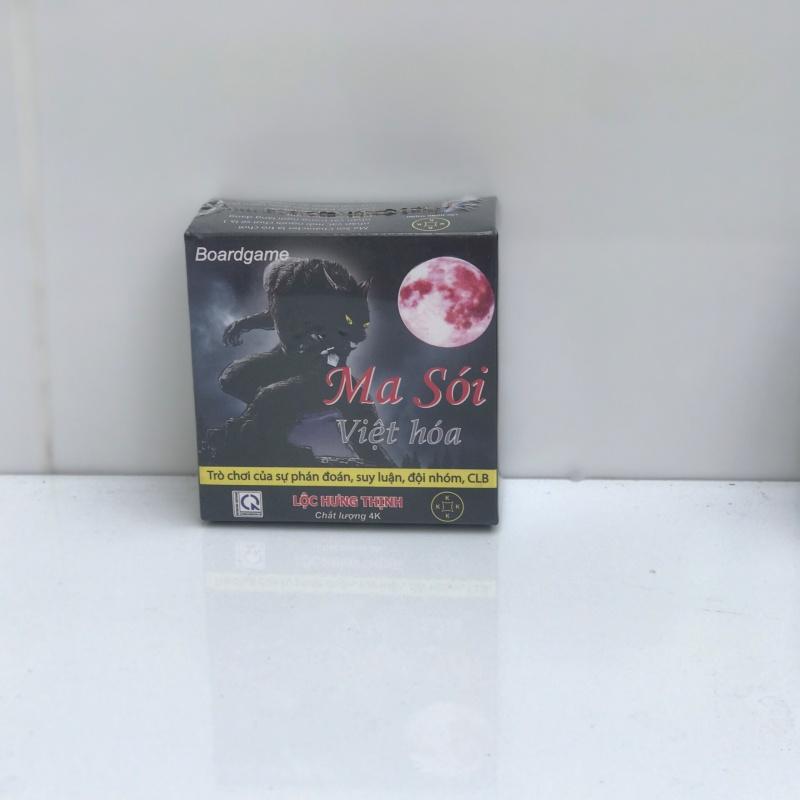 Boardgame
Ma Sói
Việt hóa
Trò chơi của sự phán đoán, suy luận, đội nhóm, CLB
LỘC HƯNG THỊNH
Chất lượng 4K
K
K K
K